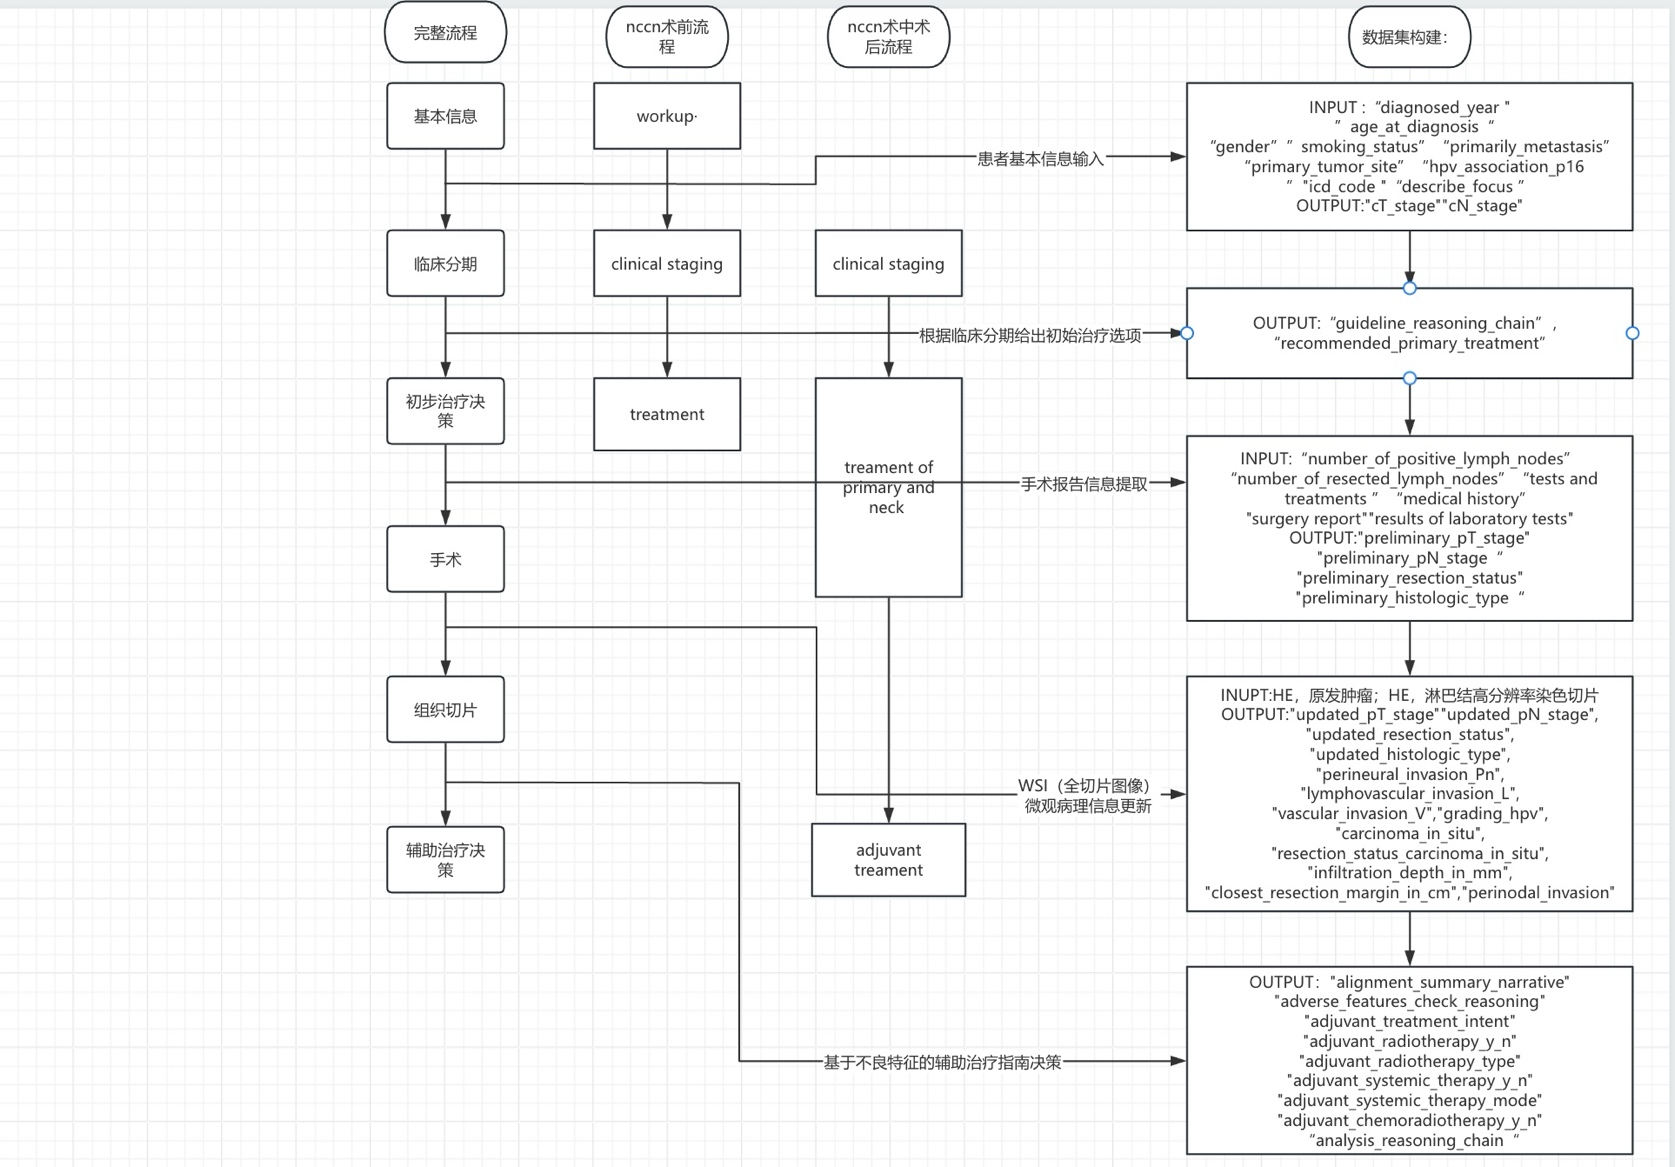 完整流程
nccn术前流
程
nccn术中术
后流程
数据集构建：
基本信息
workup·
患者基本信息输入
INPUT： “diagnosed_year "
” age_at_diagnosis “
“gender” ” smoking_status” “primarily_metastasis”
“primary_tumor_site” “hpv_association_p16
” "icd_code " “describe_focus ”
OUTPUT:"cT_stage""cN_stage"
临床分期
clinical staging
clinical staging
根据临床分期给出初始治疗选项
OUTPUT: “guideline_reasoning_chain” ，
“recommended_primary_treatment”
初步治疗决
策
treatment
treament of
primary and
neck
手术报告信息提取
INPUT: “number_of_positive_lymph_nodes”
“number_of_resected_lymph_nodes” “tests and
treatments ” “medical history”
"surgery report""results of laboratory tests"
OUTPUT:"preliminary_pT_stage"
"preliminary_pN_stage “
"preliminary_resection_status"
"preliminary_histologic_type “
手术
组织切片
WSI（全切片图像）
微观病理信息更新
INUPT:HE，原发肿瘤；HE，淋巴结高分辨率染色切片
OUTPUT:"updated_pT_stage""updated_pN_stage",
"updated_resection_status",
"updated_histologic_type",
"perineural_invasion_Pn",
"lymphovascular_invasion_L",
"vascular_invasion_V","grading_hpv",
"carcinoma_in_situ",
"resection_status_carcinoma_in_situ",
"infiltration_depth_in_mm",
"closest_resection_margin_in_cm","perinodal_invasion"
辅助治疗决
策
adjuvant
treament
基于不良特征的辅助治疗指南决策
OUTPUT："alignment_summary_narrative"
"adverse_features_check_reasoning"
"adjuvant_treatment_intent"
"adjuvant_radiotherapy_y_n"
"adjuvant_radiotherapy_type"
"adjuvant_systemic_therapy_y_n"
"adjuvant_systemic_therapy_mode"
"adjuvant_chemoradiotherapy_y_n"
“analysis_reasoning_chain “